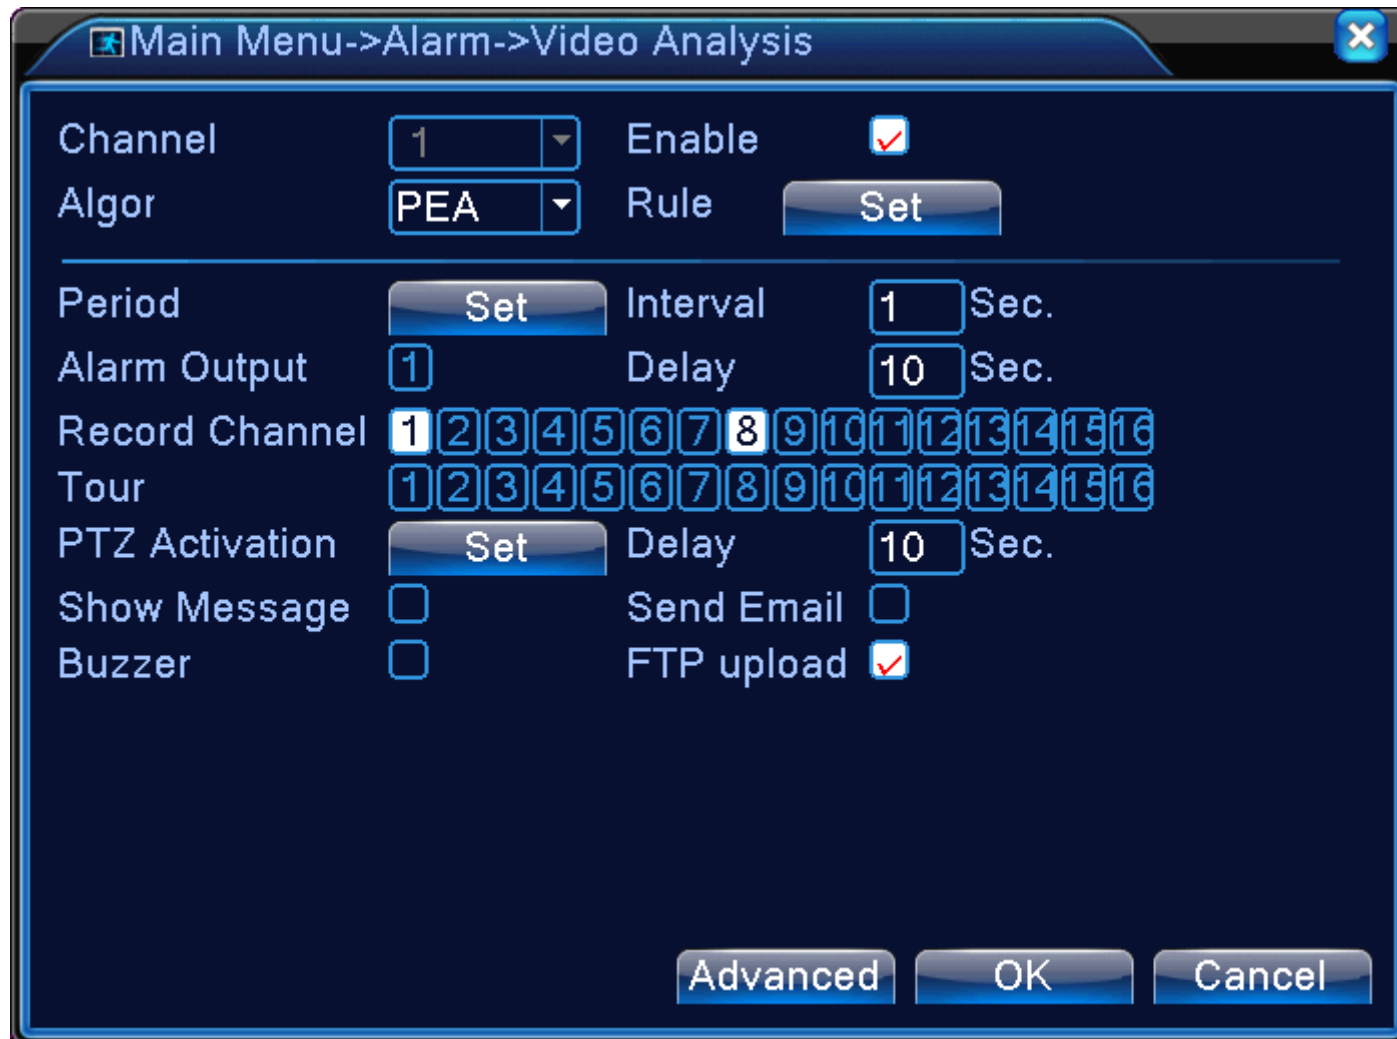 Main Menu->Alarm->Video Analysis
Channel 1 Enable
Algor PEA Rule Set
Period Set Interval 1 Sec.
Alarm Output 1 Delay 10 Sec.
Record Channel 1 2 3 4 5 6 7 8 9 10 11 12 13 14 15 16
Tour 1 2 3 4 5 6 7 8 9 10 11 12 13 14 15 16
PTZ Activation Set Delay 10 Sec.
Show Message Send Email
Buzzer FTP upload
Advanced OK Cancel